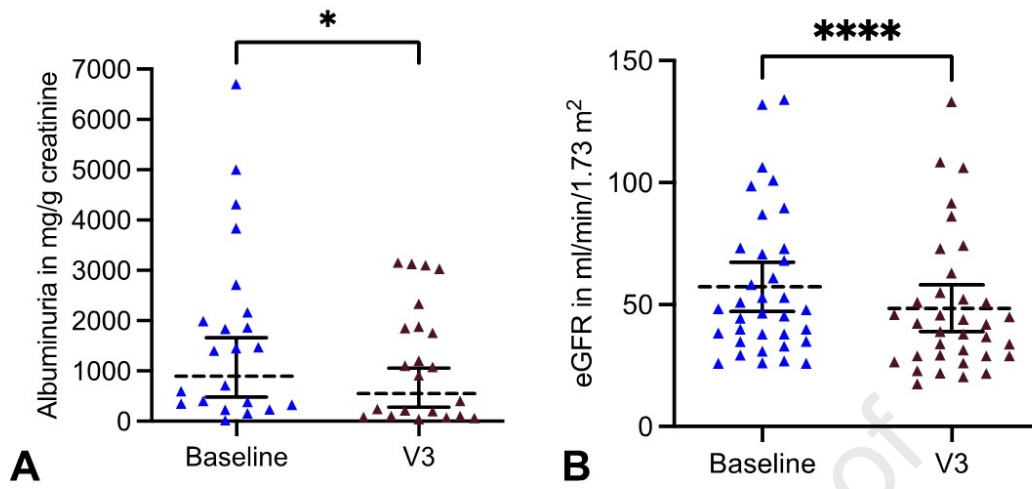 *
7000
6000
5000
4000
3000
2000
1000
0
Albuminuria in mg/g creatinine
Baseline V3
A
****
150
100
50
0
eGFR in ml/min/1.73 m²
Baseline V3
B
of